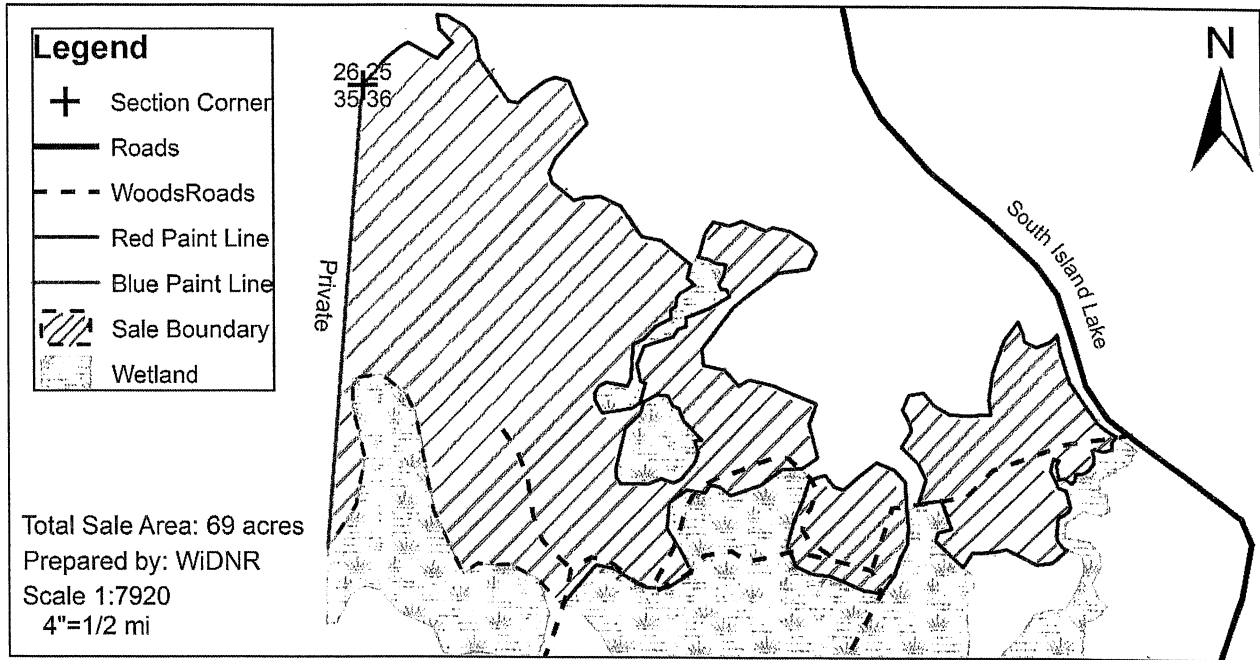 Legend
Section Corner
Roads
WoodsRoads
Red Paint Line
Blue Paint Line
Sale Boundary
Wetland
26 25
35 36
Private
N
South Island Lake
Total Sale Area: 69 acres
Prepared by: WiDNR
Scale 1:7920
4"=1/2 mi